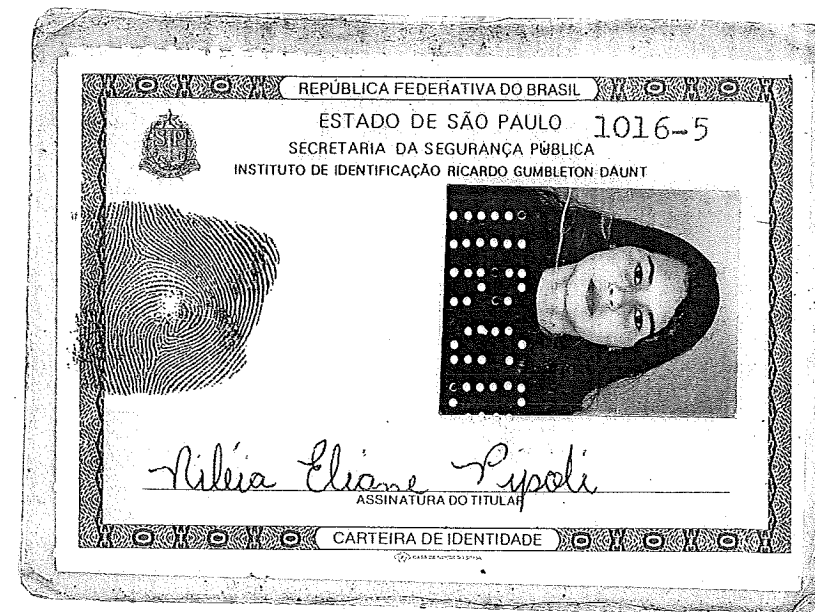 REPÚBLICA FEDERATIVA DO BRASIL
ESTADO DE SÃO PAULO 1016-5
SECRETARIA DA SEGURANÇA PÚBLICA
INSTITUTO DE IDENTIFICAÇÃO RICARDO GUMBLETON DAUNT
Niléia Eliane Pipoli
ASSINATURA DO TITULAR
CARTEIRA DE IDENTIDADE